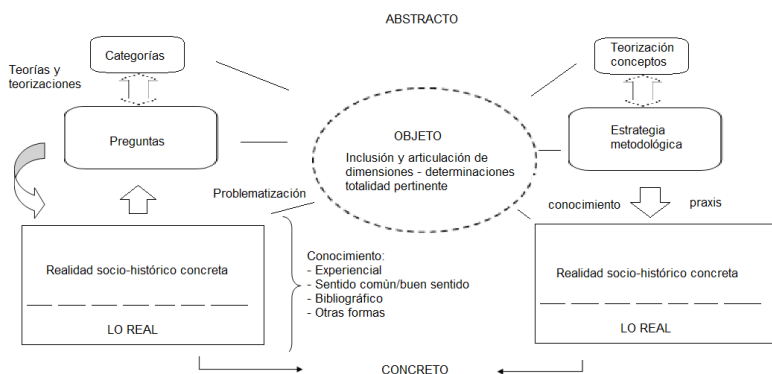 ABSTRACTO
Categorías
Teorización
conceptos
Teorías y
teorizaciones
Preguntas
OBJETO
Inclusión y articulación de
dimensiones - determinaciones
totalidad pertinente
Estrategia
metodológica
Problematización
conocimiento
praxis
Realidad socio-histórico concreta
LO REAL
Conocimiento:
- Experiencial
- Sentido común/buen sentido
- Bibliográfico
- Otras formas
Realidad socio-histórico concreta
LO REAL
CONCRETO